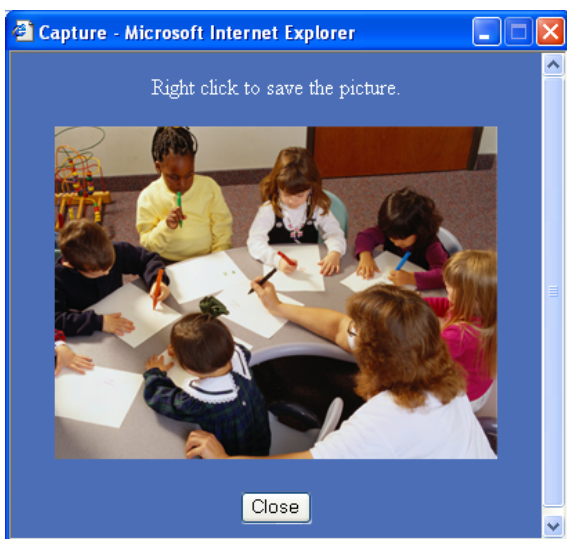 Capture - Microsoft Internet Explorer
Right click to save the picture.
Close